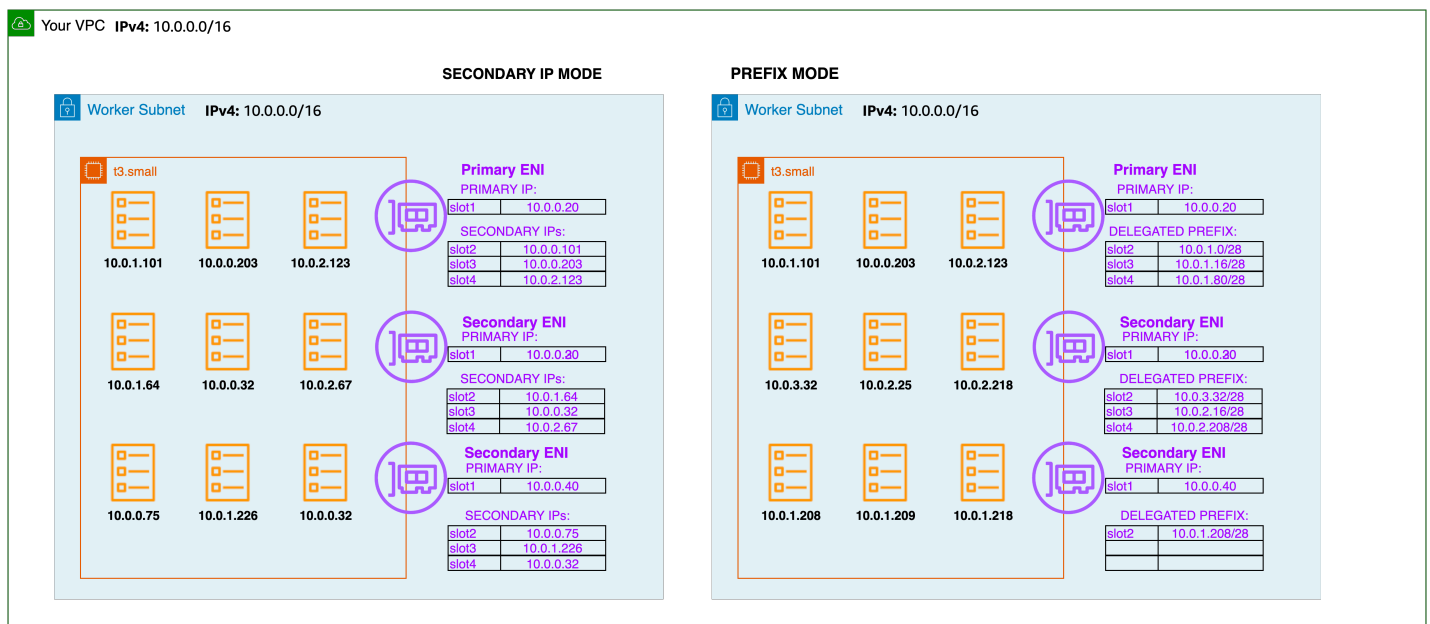 Your VPC IPv4: 10.0.0.0/16
SECONDARY IP MODE
Worker Subnet IPv4: 10.0.0.0/16
t3.small
10.0.1.101 10.0.0.203 10.0.2.123
10.0.1.64 10.0.0.32 10.0.2.67
10.0.0.75 10.0.1.226 10.0.0.32
Primary ENI
PRIMARY IP:
slot1 10.0.0.20
SECONDARY IPs:
slot2 10.0.0.101
slot3 10.0.0.203
slot4 10.0.2.123
Secondary ENI
PRIMARY IP:
slot1
SECONDARY IPs:
slot2 10.0.1.64
slot3 10.0.0.32
slot4 10.0.2.67
Secondary ENI
PRIMARY IP:
slot1 10.0.0.40
SECONDARY IPs:
slot2 10.0.0.75
slot3 10.0.1.226
slot4 10.0.0.32
PREFIX MODE
Worker Subnet IPv4: 10.0.0.0/16
t3.small
10.0.1.101 10.0.0.203 10.0.2.123
10.0.3.32 10.0.2.25 10.0.2.218
10.0.1.208 10.0.1.209 10.0.1.218
Primary ENI
PRIMARY IP:
slot1 10.0.0.20
DELEGATED PREFIX:
slot2 10.0.1.0/28
slot3 10.0.1.16/28
slot4 10.0.1.80/28
Secondary ENI
PRIMARY IP:
slot1
DELEGATED PREFIX:
slot2 10.0.3.32/28
slot3 10.0.2.16/28
slot4 10.0.2.208/28
Secondary ENI
PRIMARY IP:
slot1 10.0.0.40
DELEGATED PREFIX:
slot2 10.0.1.208/28